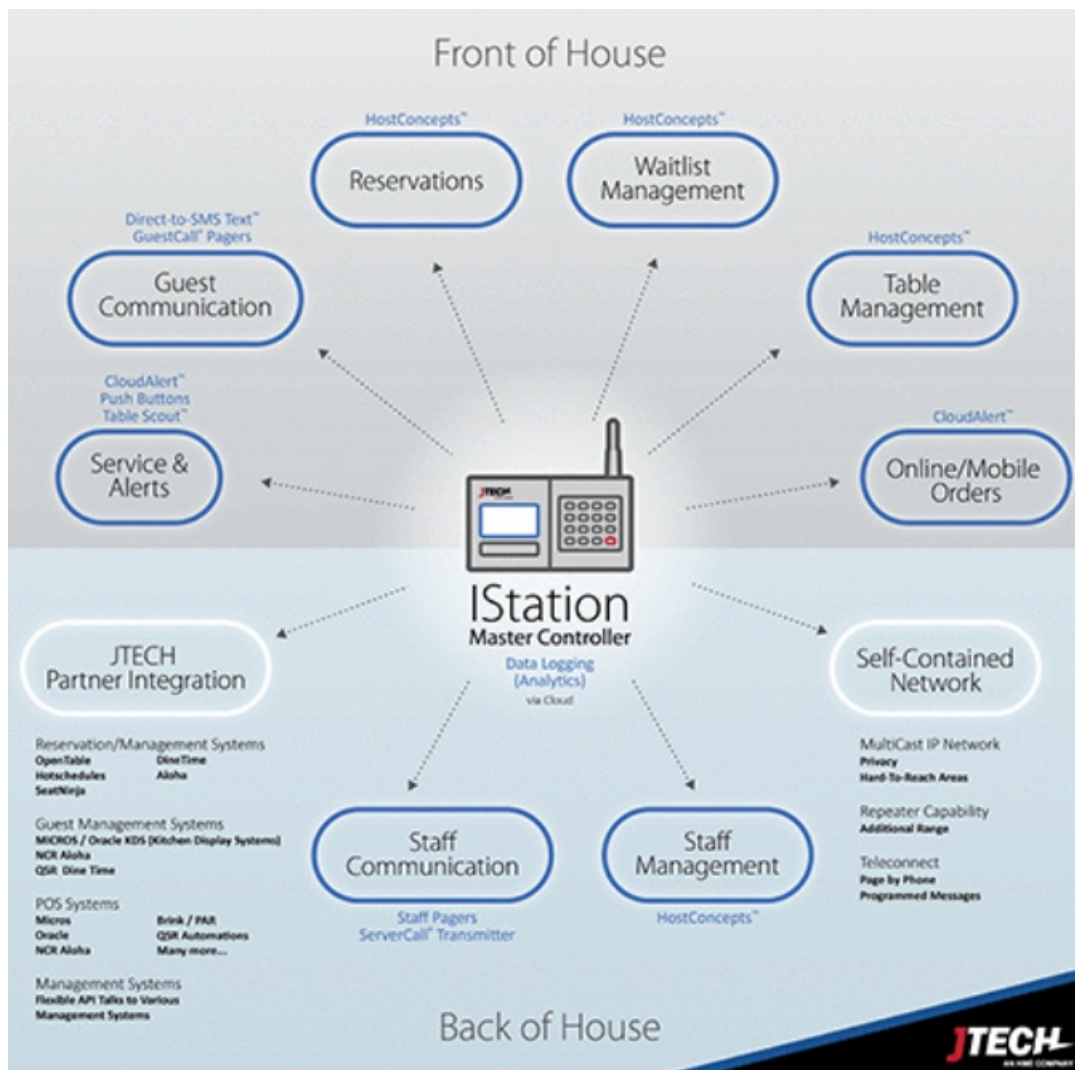 Front of House
HostConcepts™
Reservations
HostConcepts™
Waitlist
Management
Direct-to-SMS Text™
GuestCall® Pagers
Guest
Communication
HostConcepts™
Table
Management
CloudAlert™
Push Buttons
Table Scout™
Service &
Alerts
CloudAlert™
Online/Mobile
Orders
JTECH
IStation
Master Controller
Data Logging
(Analytics)
via Cloud
JTECH
Partner Integration
Reservation/Management Systems
OpenTable DineTime
Hotschedules Aloha
SeatNinja
Guest Management Systems
MICROS / Oracle KDS (Kitchen Display Systems)
NCR Aloha
QSR Dine Time
POS Systems
Micros Brink / PAR
Oracle QSR Automations
NCR Aloha Many more...
Management Systems
Flexible API Talks to Various
Management Systems
Staff
Communication
Staff Pagers
ServerCall® Transmitter
Staff
Management
HostConcepts™
Self-Contained
Network
MultiCast IP Network
Privacy
Hard-To-Reach Areas
Repeater Capability
Additional Range
Teleconnect
Page by Phone
Programmed Messages
Back of House
JTECH
AN HME COMPANY